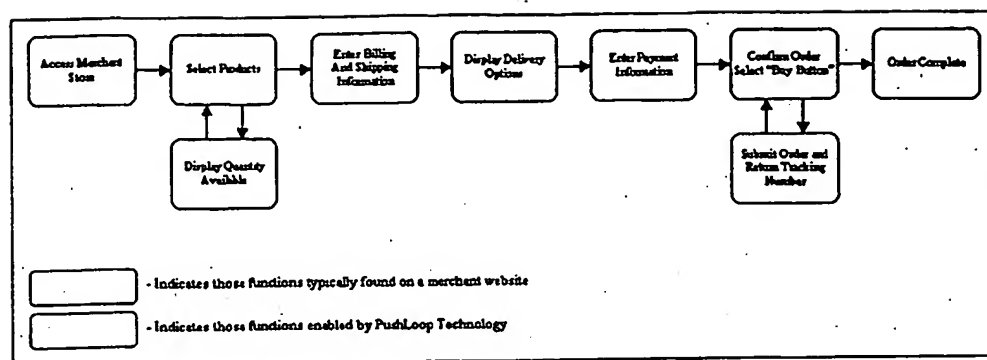 Access Merchant
Store
Select Products
Enter Billing
And Shipping
Information
Display Delivery
Options
Enter Payment
Information
Confirm Order
Select "Buy Button"
Order Complete
Display Quantity
Available
Submit Order and
Return Tracking
Number
- Indicates those functions typically found on a merchant website
- Indicates those functions enabled by PushLoop Technology